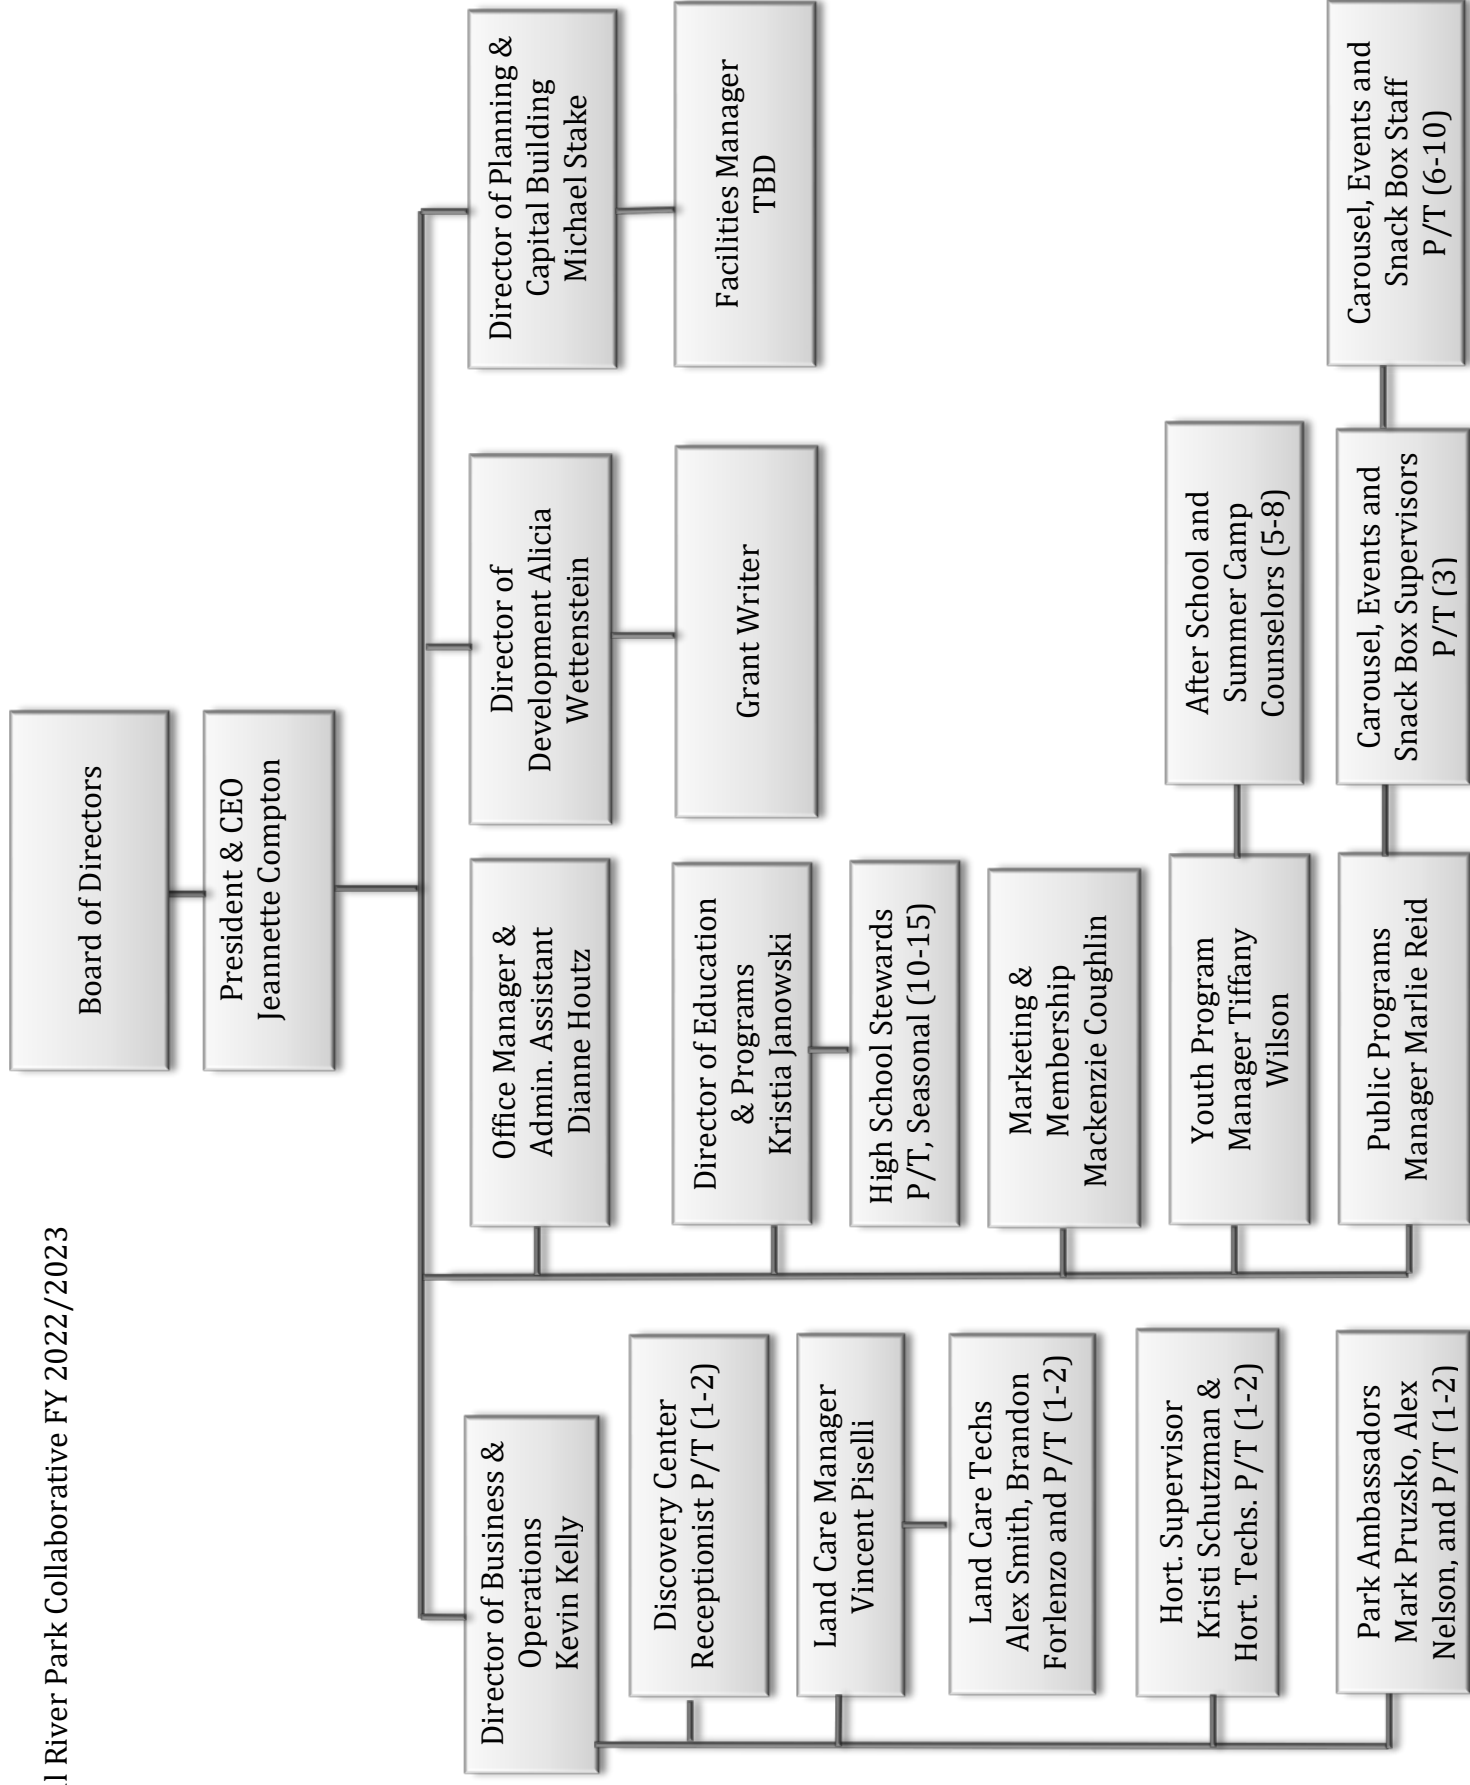 l River Park Collaborative FY 2022/2023
Board of Directors
President & CEO
Jeannette Compton
Director of Business &
Operations
Kevin Kelly
Discovery Center
Receptionist P/T (1-2)
Land Care Manager
Vincent Piselli
Land Care Techs
Alex Smith, Brandon
Forlenzo and P/T (1-2)
Hort. Supervisor
Kristi Schutzman &
Hort. Techs. P/T (1-2)
Park Ambassadors
Mark Pruzsko, Alex
Nelson, and P/T (1-2)
Office Manager &
Admin. Assistant
Dianne Houtz
Director of Education
& Programs
Kristia Janowski
High School Stewards
P/T, Seasonal (10-15)
Marketing &
Membership
Mackenzie Coughlin
Youth Program
Manager Tiffany
Wilson
After School and
Summer Camp
Counselors (5-8)
Public Programs
Manager Marlie Reid
Carousel, Events and
Snack Box Supervisors
P/T (3)
Carousel, Events and
Snack Box Staff
P/T (6-10)
Director of
Development Alicia
Wettenstein
Grant Writer
Director of Planning &
Capital Building
Michael Stake
Facilities Manager
TBD